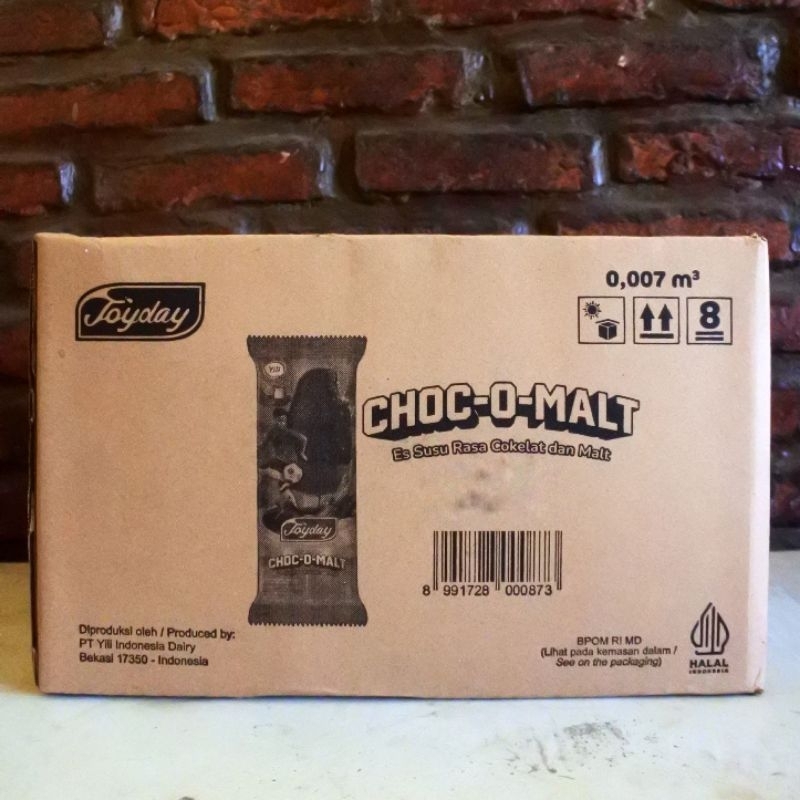 Joyday
0,007 m³
8
Yili
CHOC-O-MALT
Es Susu Rasa Cokelat dan Malt
Joyday
CHOC-O-MALT
8 991728 000873
Diproduksi oleh / Produced by:
PT Yili Indonesia Dairy
Bekasi 17350 - Indonesia
BPOM RI MD
(Lihat pada kemasan dalam /
See on the packaging)
HALAL
INDONESIA